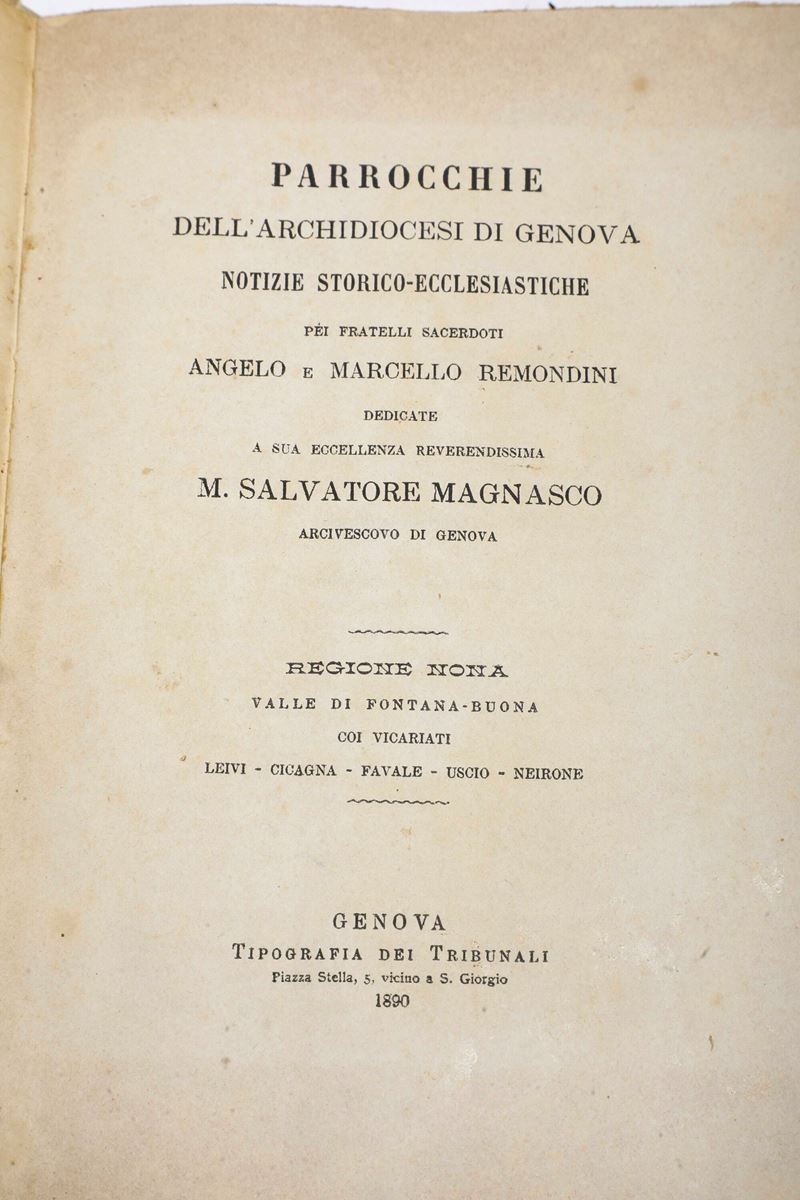 PARROCCHIE
DELL'ARCHIDIOCESI DI GENOVA
NOTIZIE STORICO-ECCLESIASTICHE
PÉI FRATELLI SACERDOTI
ANGELO E MARCELLO REMONDINI
DEDICATE
A SUA ECCELLENZA REVERENDISSIMA
M. SALVATORE MAGNASCO
ARCIVESCOVO DI GENOVA
REGIONE NONA
VALLE DI FONTANA-BUONA
COI VICARIATI
LEIVI - CICAGNA - FAVALE - USCIO - NEIRONE
GENOVA
TIPOGRAFIA DEI TRIBUNALI
Piazza Stella, 5, vicino a S. Giorgio
1890